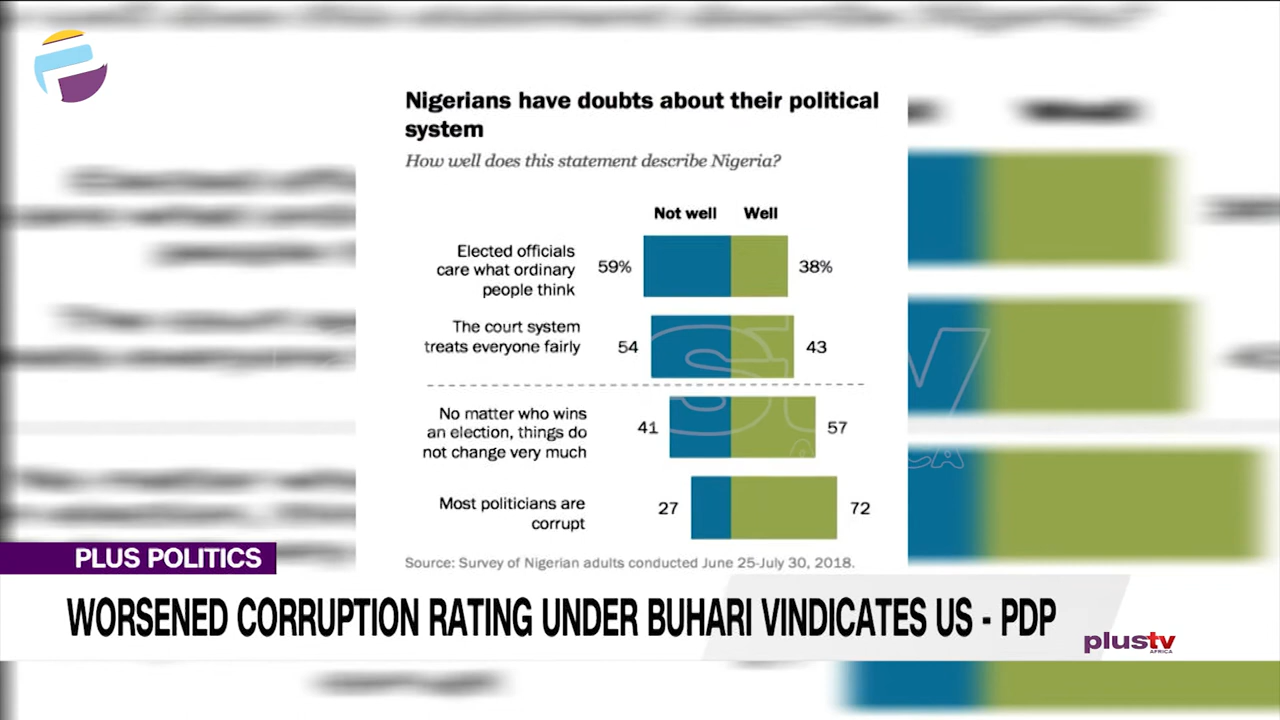 Nigerians have doubts about their political
system
How well does this statement describe Nigeria?
Not well Well
Elected officials
care what ordinary
people think
59% 38%
The court system
treats everyone fairly
54 43
No matter who wins
an election, things do
not change very much
41 57
Most politicians are
corrupt
27 72
Source: Survey of Nigerian adults conducted June 25-July 30, 2018.
PLUS POLITICS
WORSENED CORRUPTION RATING UNDER BUHARI VINDICATES US - PDP
plustv
AFRICA